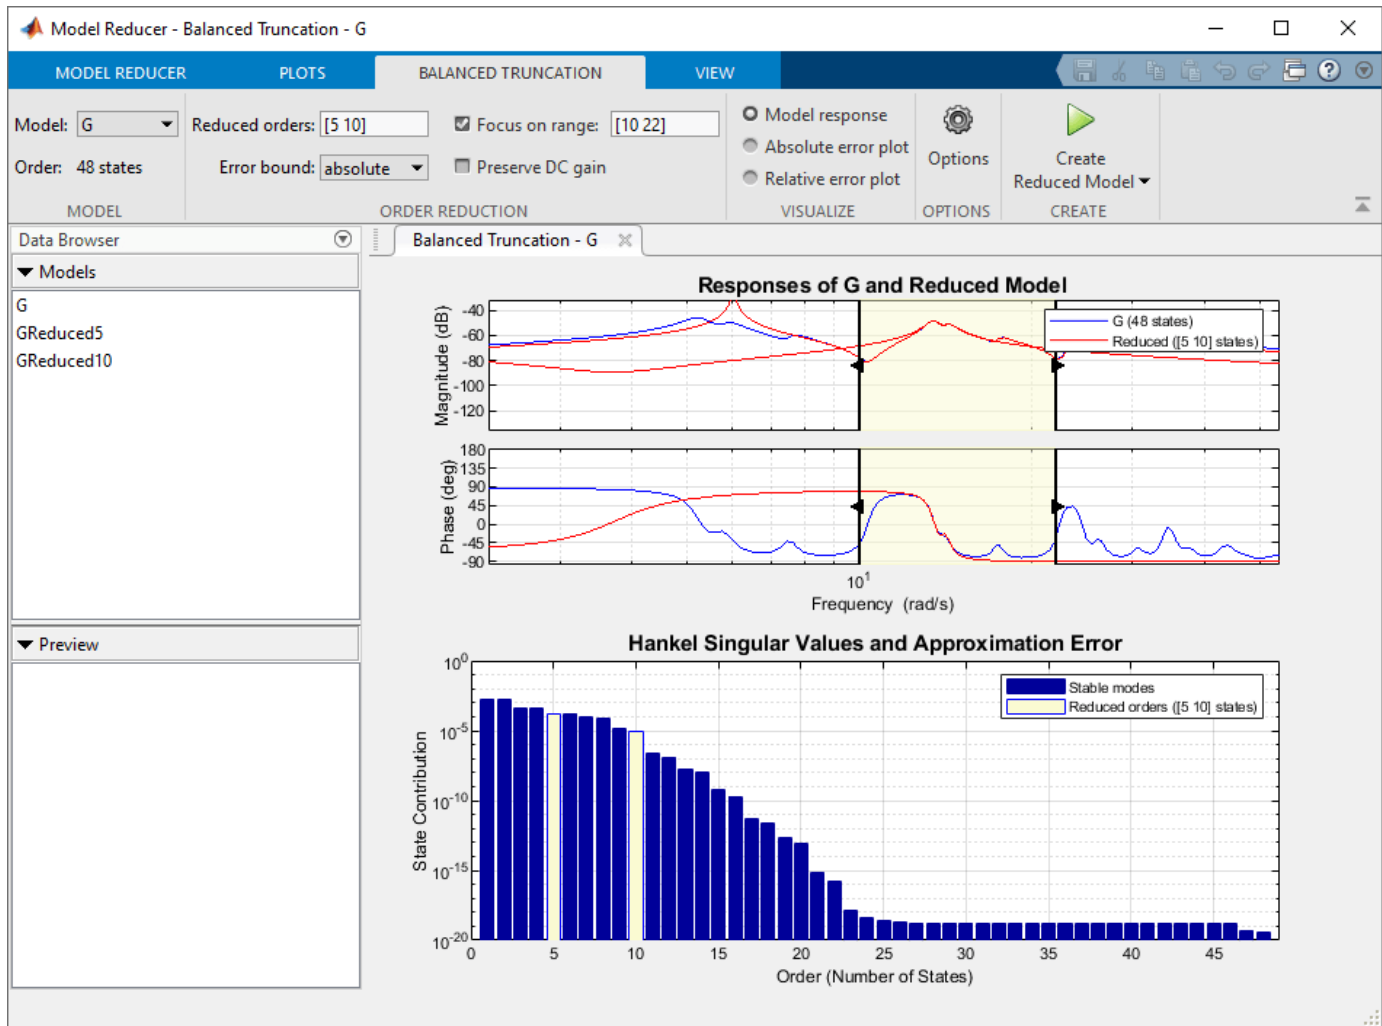 Model Reducer - Balanced Truncation - G
MODEL REDUCER PLOTS BALANCED TRUNCATION VIEW
Model: G Reduced orders: [5 10] Focus on range: [10 22]
Order: 48 states Error bound: absolute Preserve DC gain
Model response
Absolute error plot
Relative error plot
Options
Create
Reduced Model
MODEL ORDER REDUCTION VISUALIZE OPTIONS CREATE
Data Browser
Models
G
GReduced5
GReduced10
Preview
Balanced Truncation - G
Responses of G and Reduced Model
Magnitude (dB)
-40
-60
-80
-100
-120
G (48 states)
Reduced ([5 10] states)
Phase (deg)
180
135
90
45
0
-45
-90
10^1
Frequency (rad/s)
Hankel Singular Values and Approximation Error
State Contribution
10^0
10^-5
10^-10
10^-15
10^-20
Stable modes
Reduced orders ([5 10] states)
0 5 10 15 20 25 30 35 40 45
Order (Number of States)